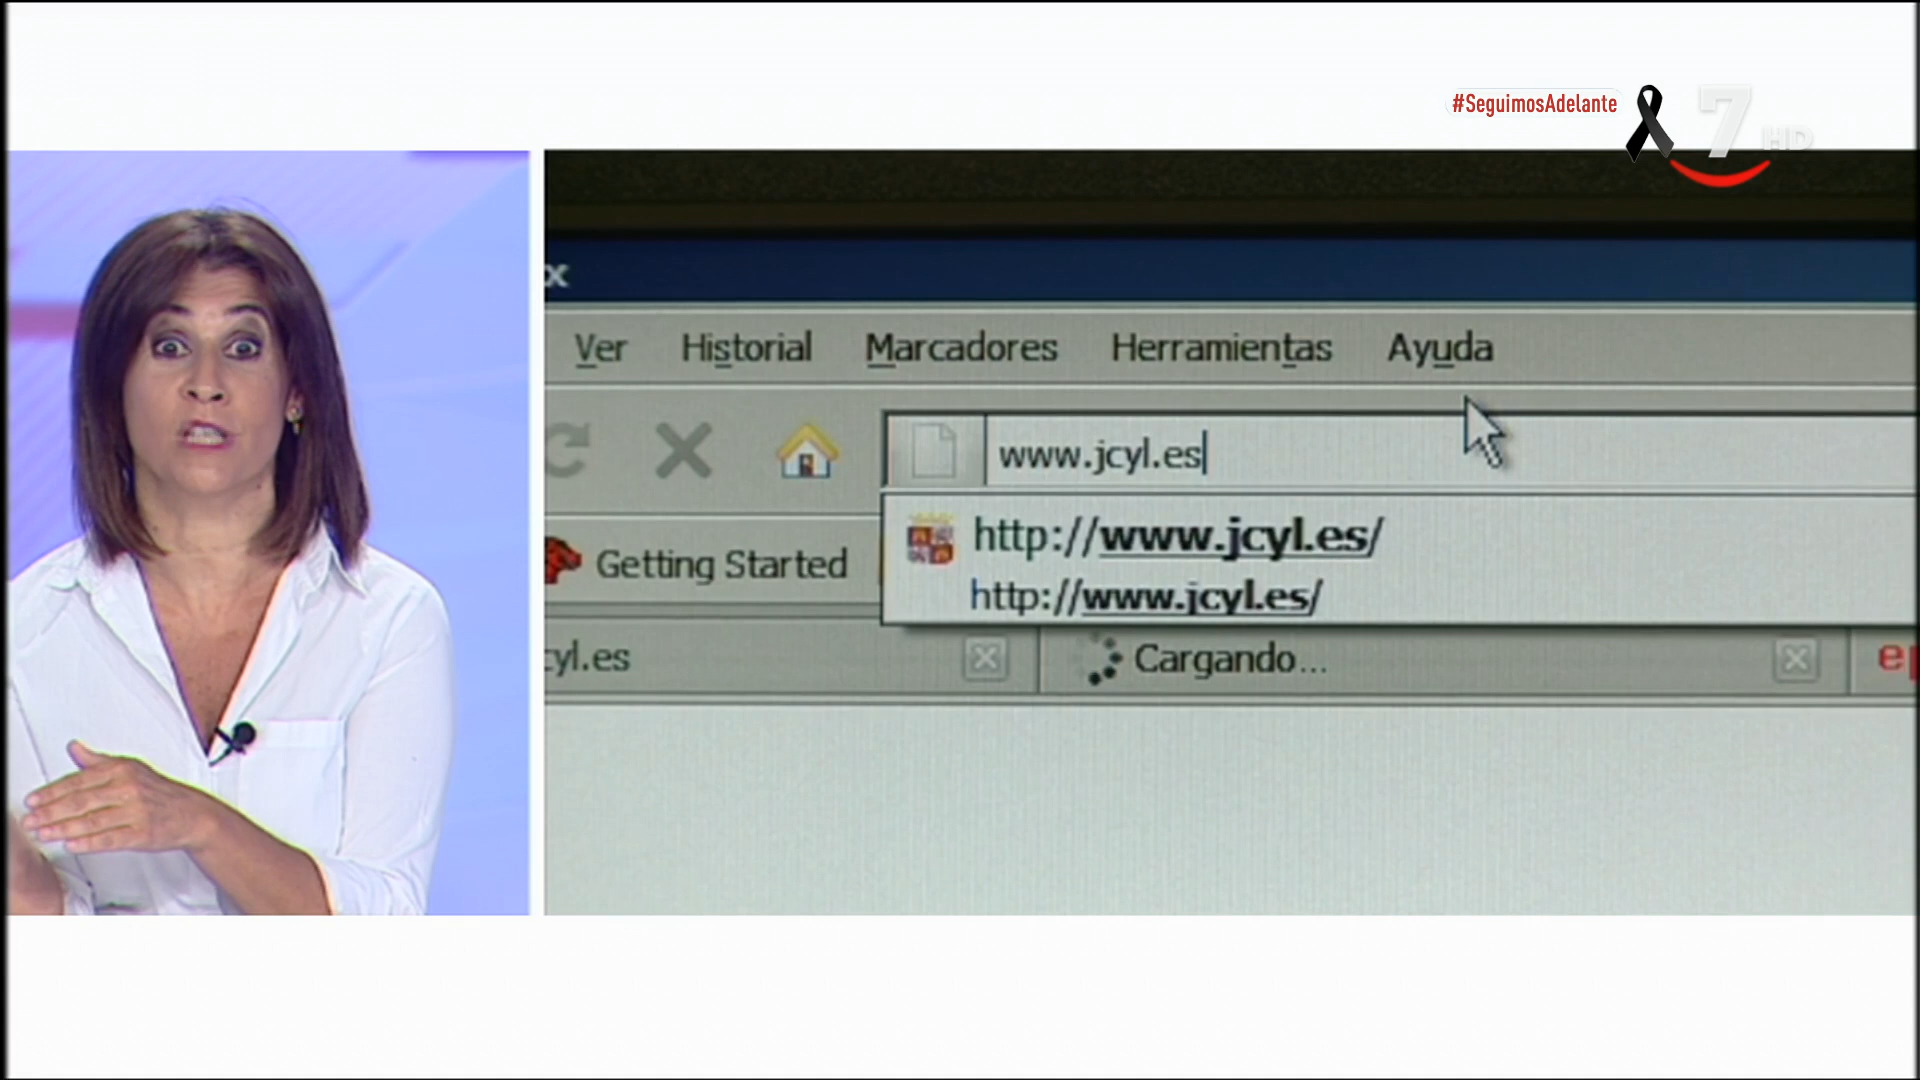 #SeguimosAdelante
7 HD
x
Ver Historial Marcadores Herramientas Ayuda
www.jcyl.es
http://www.jcyl.es/
Getting Started
http://www.jcyl.es/
cyl.es
Cargando...
ep